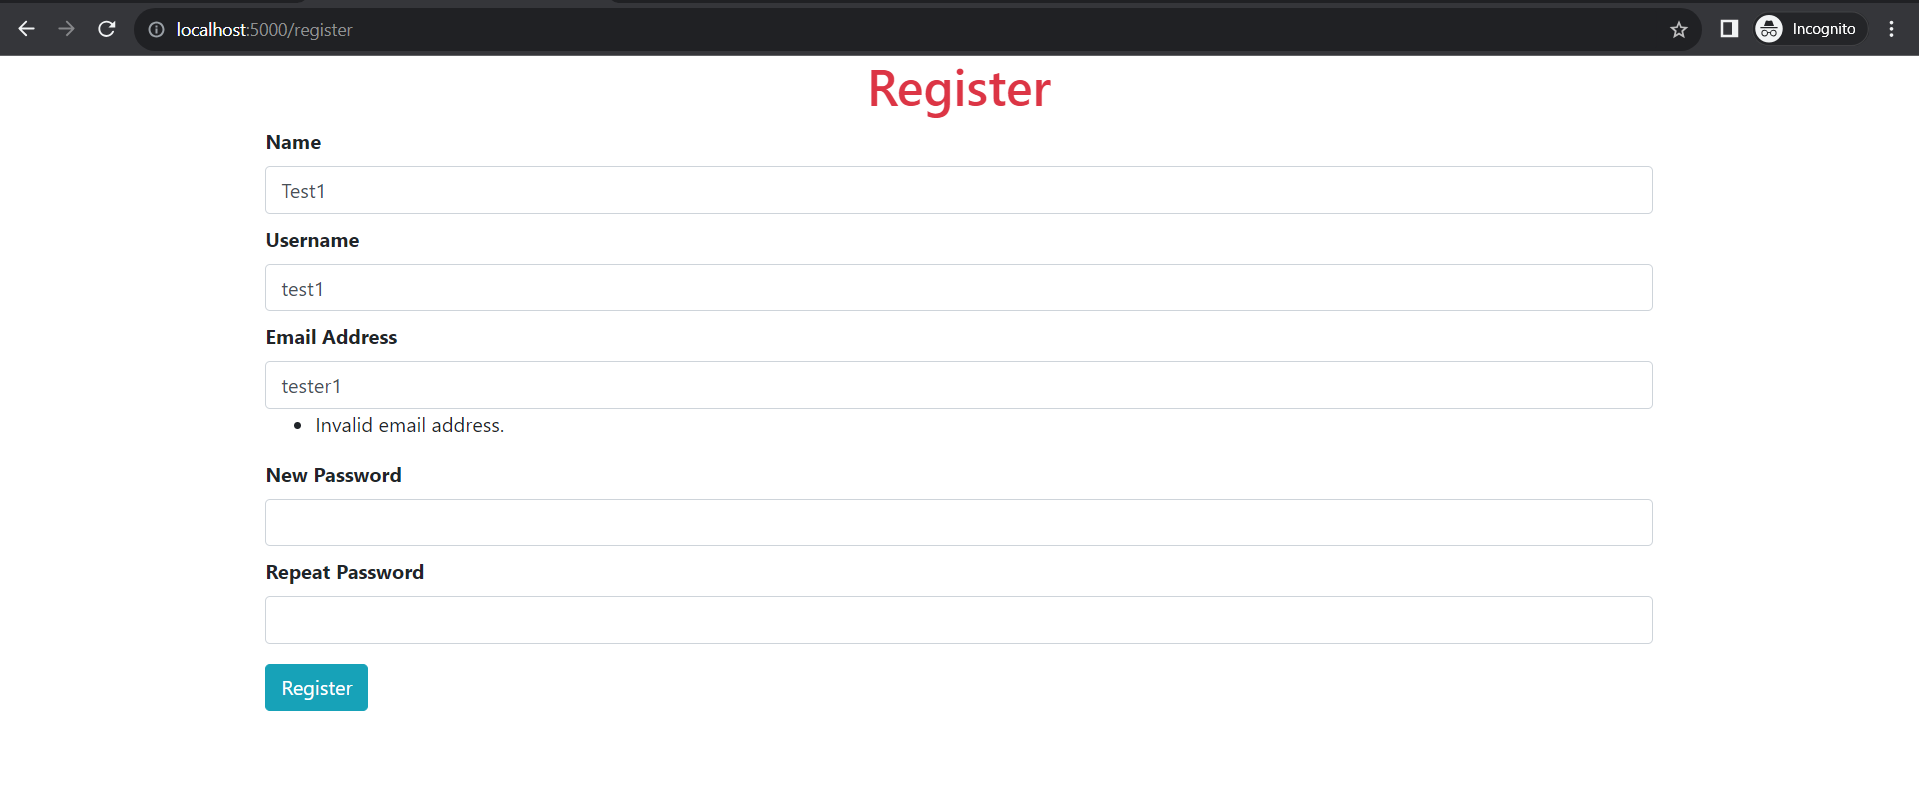 localhost:5000/register
Incognito
Register
Name
Test1
Username
test1
Email Address
tester1
Invalid email address.
New Password
Repeat Password
Register